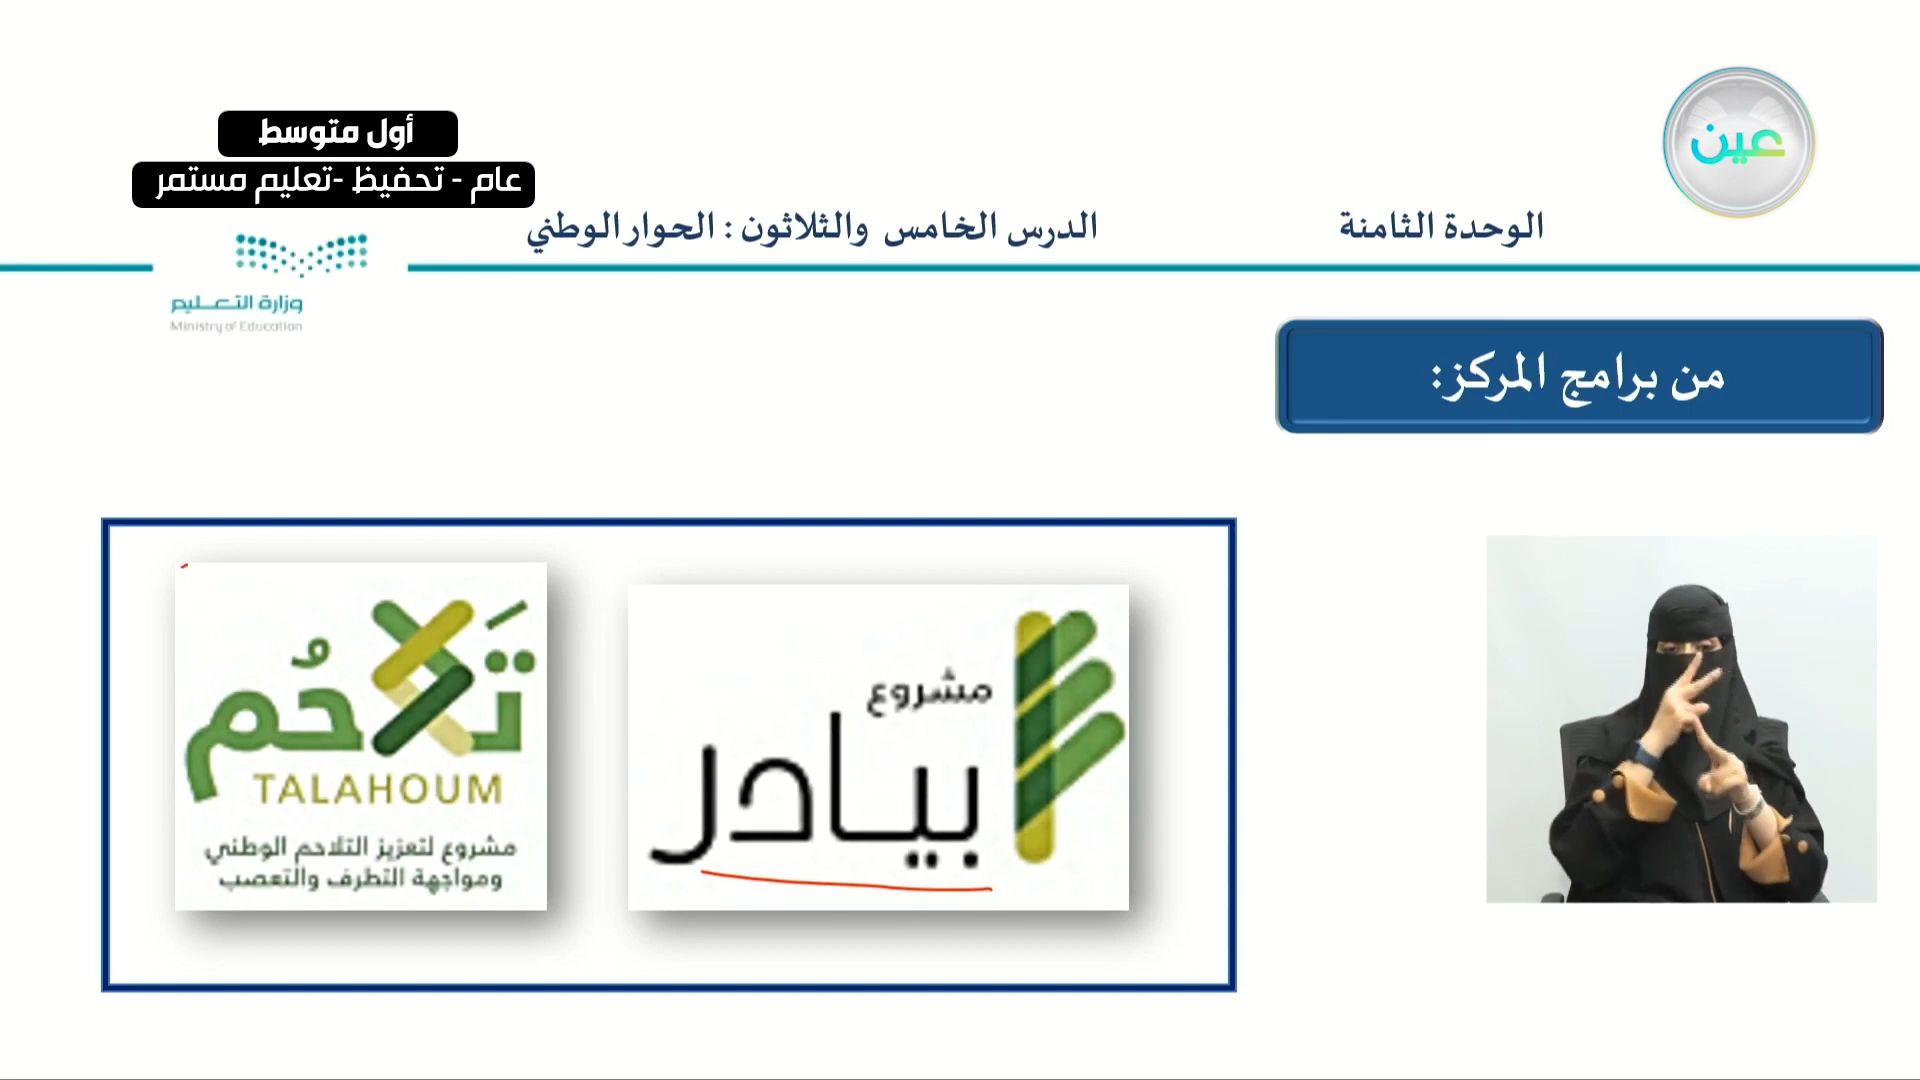 عين
أول متوسط
عام - تحفيظ -تعليم مستمر
الوحدة الثامنة
الدرس الخامس والثلاثون : الحوار الوطني
وزارة التعليم
Ministry of Education
من برامج المركز:
مشروع
بيادر
تَلاحُم
TALAHOUM
مشروع لتعزيز التلاحم الوطني
ومواجهة التطرف والتعصب